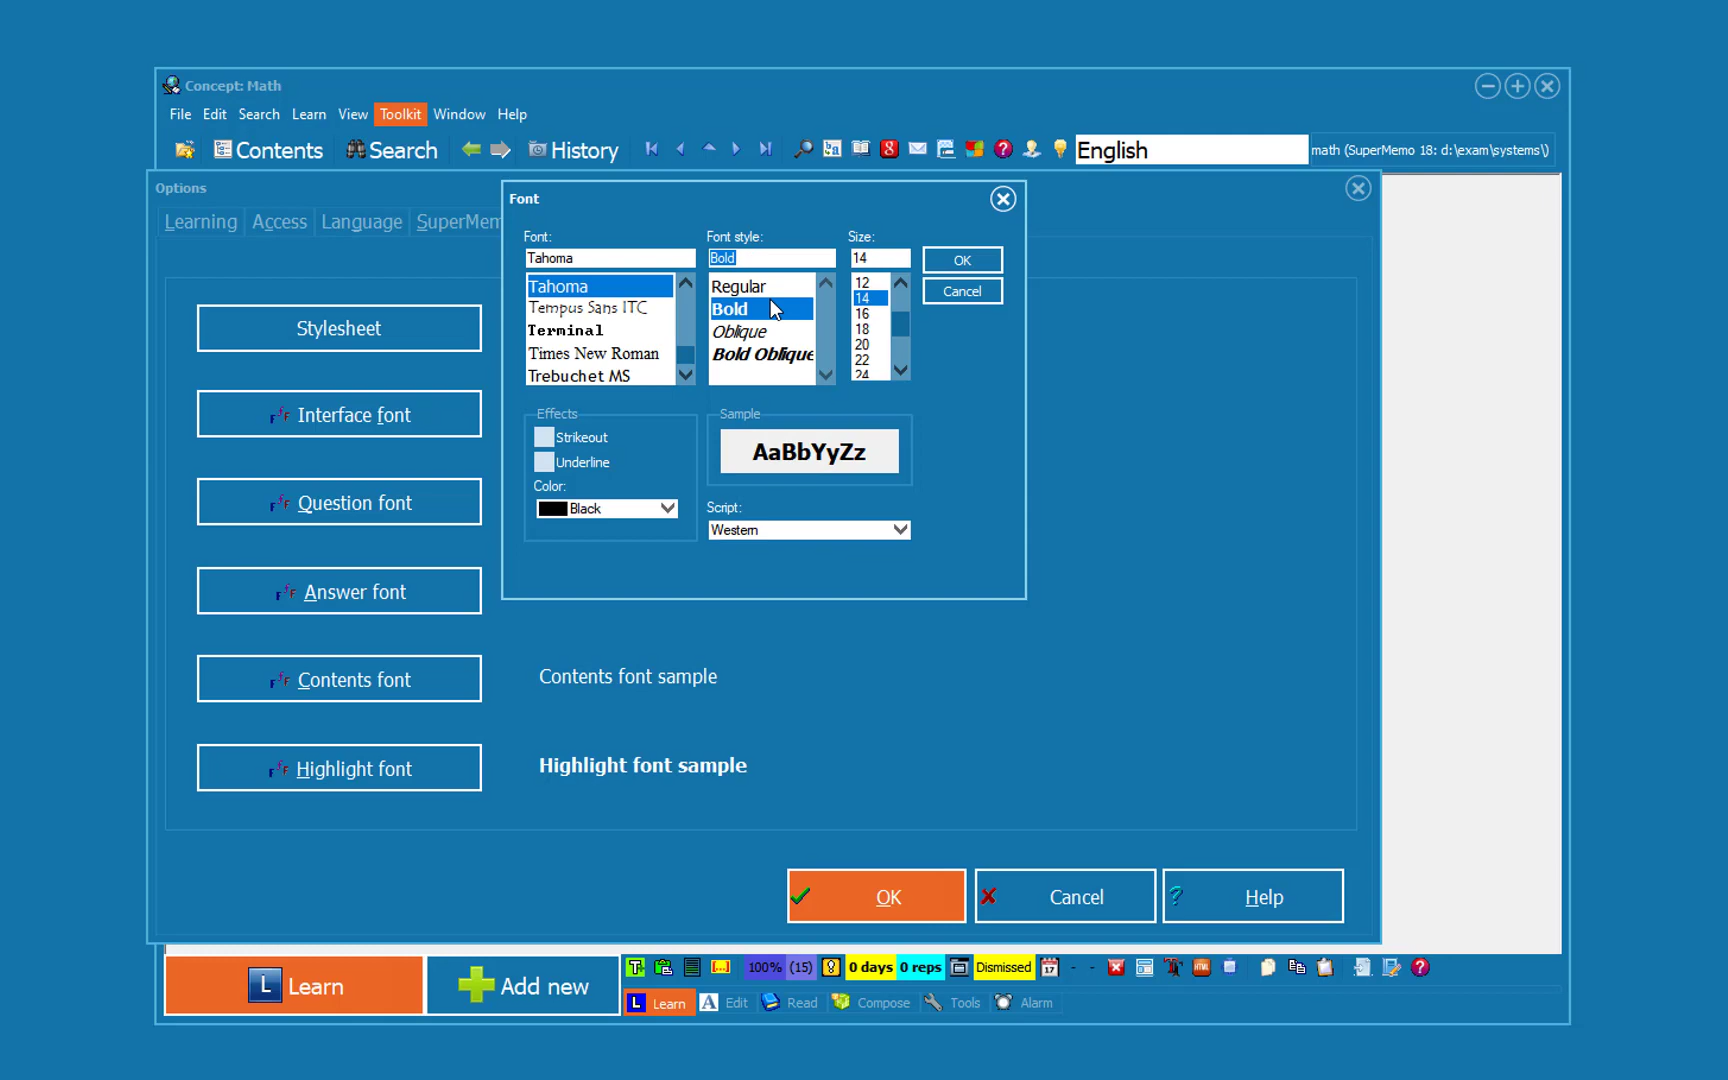 Concept: Math
File Edit Search Learn View Toolkit Window Help
Contents Search History English math (SuperMemo 18: d:\exam\systems\)
Options
Learning Access Language SuperMem
Font
Font: Font style: Size:
Tahoma Bold 14
OK
Cancel
Tahoma
Tempus Sans ITC
Terminal
Times New Roman
Trebuchet MS
Regular
Bold
Oblique
Bold Oblique
12
14
16
18
20
22
24
Effects
Strikeout
Underline
Color:
Black
Sample
AaBbYyZz
Script:
Western
Stylesheet
Interface font
Question font
Answer font
Contents font
Contents font sample
Highlight font
Highlight font sample
OK Cancel Help
L Learn Add new
100% (15) 0 days 0 reps Dismissed 17 - -
L Learn A Edit Read Compose Tools Alarm